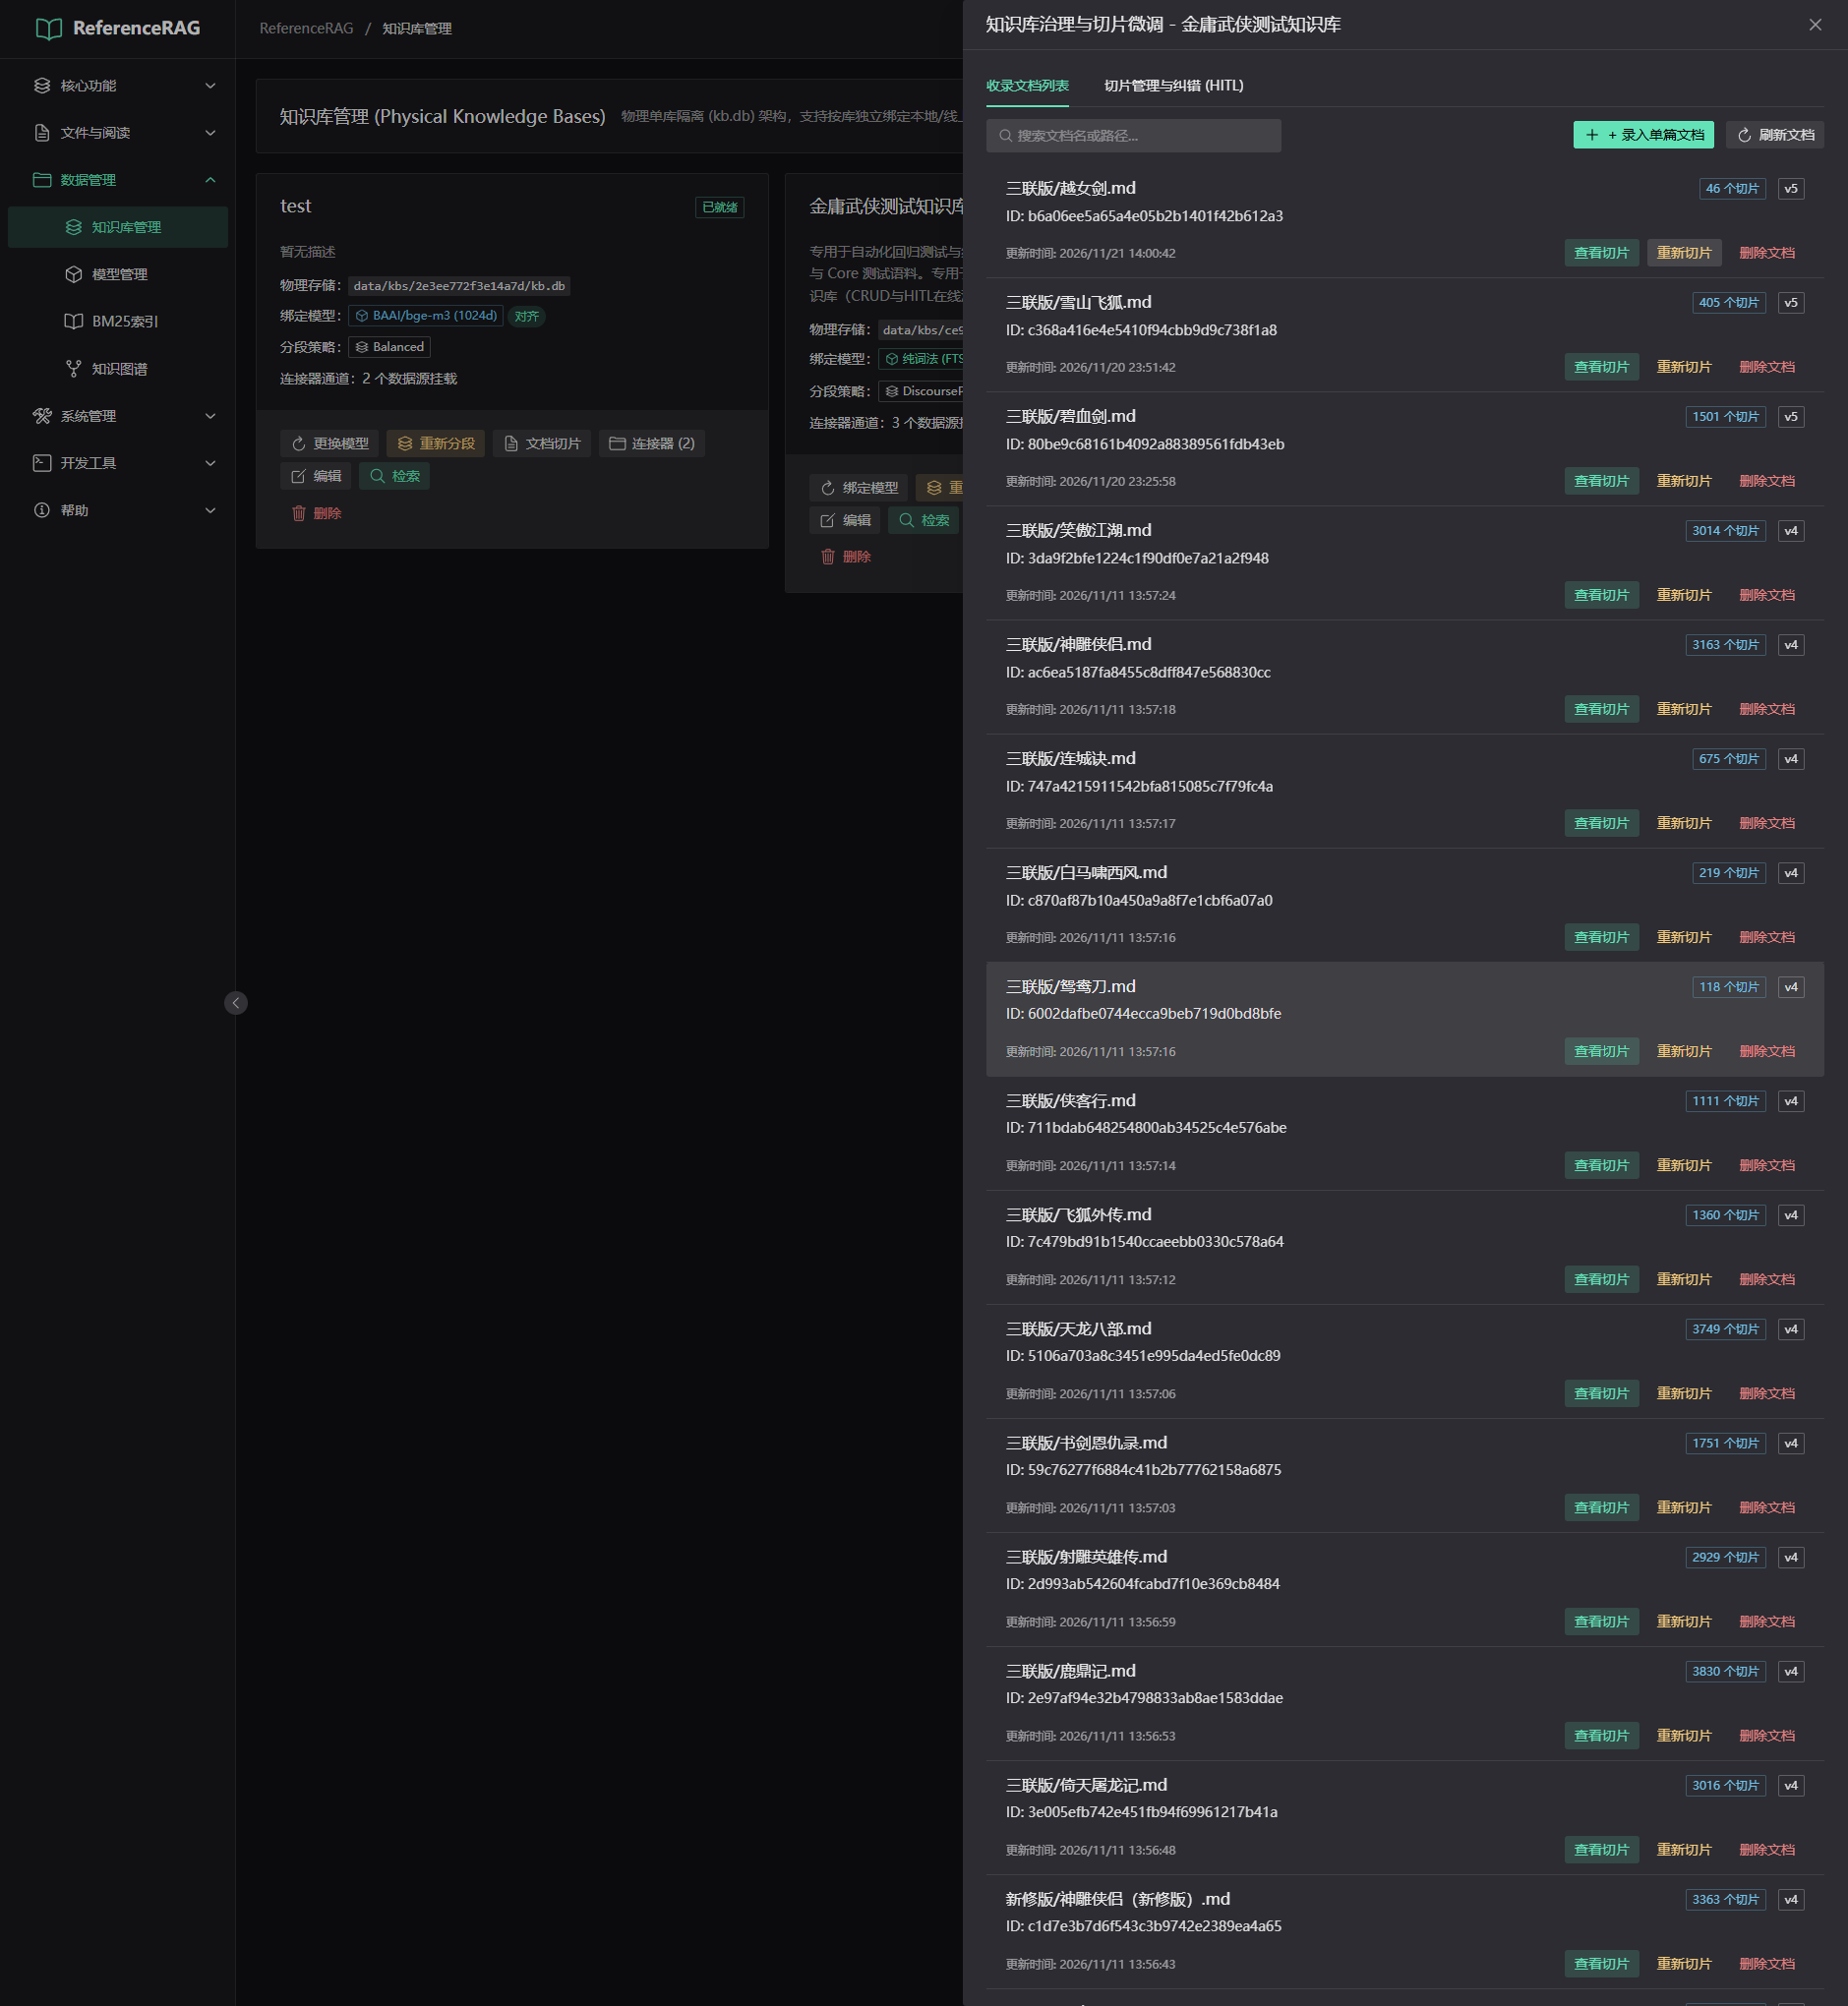 ReferenceRAG
核心功能
文件与阅读
数据管理
知识库管理
模型管理
BM25索引
知识图谱
系统管理
开发工具
帮助
ReferenceRAG / 知识库管理
知识库管理 (Physical Knowledge Bases) 物理单库隔离 (kb.db) 架构，支持按库独立绑定本地/线上
test 已就绪
暂无描述
物理存储： data/kbs/2e3ee772f3e14a7d/kb.db
绑定模型： BAAI/bge-m3 (1024d) 对齐
分段策略： Balanced
连接器通道：2 个数据源挂载
更换模型 重新分段 文档切片 连接器 (2)
编辑 检索
删除
金庸武侠测试知识库
专用于自动化回归测试与
与 Core 测试语料。专用于
识库（CRUD与HITL在线
物理存储： data/kbs/ce9
绑定模型： 纯词法 (FTS
分段策略： Discourse
连接器通道：3 个数据源挂
绑定模型 重
编辑 检索
删除
知识库治理与切片微调 - 金庸武侠测试知识库
收录文档列表 切片管理与纠错 (HITL)
搜索文档名或路径...
+ 录入单篇文档 刷新文档
三联版/越女剑.md 46 个切片 v5
ID: b6a06ee5a65a4e05b2b1401f42b612a3
更新时间: 2026/11/21 14:00:42 查看切片 重新切片 删除文档
三联版/雪山飞狐.md 405 个切片 v5
ID: c368a416e4e5410f94cbb9d9c738f1a8
更新时间: 2026/11/20 23:51:42 查看切片 重新切片 删除文档
三联版/碧血剑.md 1501 个切片 v5
ID: 80be9c68161b4092a88389561fdb43eb
更新时间: 2026/11/20 23:25:58 查看切片 重新切片 删除文档
三联版/笑傲江湖.md 3014 个切片 v4
ID: 3da9f2bfe1224c1f90df0e7a21a2f948
更新时间: 2026/11/11 13:57:24 查看切片 重新切片 删除文档
三联版/神雕侠侣.md 3163 个切片 v4
ID: ac6ea5187fa8455c8dff847e568830cc
更新时间: 2026/11/11 13:57:18 查看切片 重新切片 删除文档
三联版/连城诀.md 675 个切片 v4
ID: 747a4215911542bfa815085c7f79fc4a
更新时间: 2026/11/11 13:57:17 查看切片 重新切片 删除文档
三联版/白马啸西风.md 219 个切片 v4
ID: c870af87b10a450a9a8f7e1cbf6a07a0
更新时间: 2026/11/11 13:57:16 查看切片 重新切片 删除文档
三联版/鸳鸯刀.md 118 个切片 v4
ID: 6002dafbe0744ecca9beb719d0bd8bfe
更新时间: 2026/11/11 13:57:16 查看切片 重新切片 删除文档
三联版/侠客行.md 1111 个切片 v4
ID: 711bdab648254800ab34525c4e576abe
更新时间: 2026/11/11 13:57:14 查看切片 重新切片 删除文档
三联版/飞狐外传.md 1360 个切片 v4
ID: 7c479bd91b1540ccaeebb0330c578a64
更新时间: 2026/11/11 13:57:12 查看切片 重新切片 删除文档
三联版/天龙八部.md 3749 个切片 v4
ID: 5106a703a8c3451e995da4ed5fe0dc89
更新时间: 2026/11/11 13:57:06 查看切片 重新切片 删除文档
三联版/书剑恩仇录.md 1751 个切片 v4
ID: 59c76277f6884c41b2b77762158a6875
更新时间: 2026/11/11 13:57:03 查看切片 重新切片 删除文档
三联版/射雕英雄传.md 2929 个切片 v4
ID: 2d993ab542604fcabd7f10e369cb8484
更新时间: 2026/11/11 13:56:59 查看切片 重新切片 删除文档
三联版/鹿鼎记.md 3830 个切片 v4
ID: 2e97af94e32b4798833ab8ae1583ddae
更新时间: 2026/11/11 13:56:53 查看切片 重新切片 删除文档
三联版/倚天屠龙记.md 3016 个切片 v4
ID: 3e005efb742e451fb94f69961217b41a
更新时间: 2026/11/11 13:56:48 查看切片 重新切片 删除文档
新修版/神雕侠侣（新修版）.md 3363 个切片 v4
ID: c1d7e3b7d6f543c3b9742e2389ea4a65
更新时间: 2026/11/11 13:56:43 查看切片 重新切片 删除文档